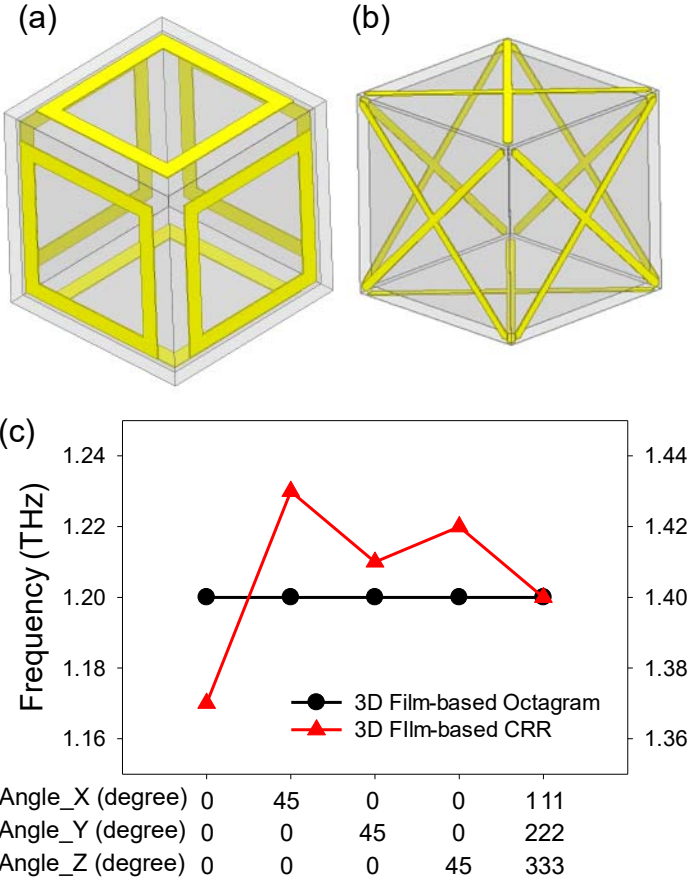 (a)
(b)
(c)
Frequency (THz)
1.24 1.44
1.22 1.42
1.20 1.40
1.18 1.38
1.16 1.36
3D Film-based Octagram
3D FIlm-based CRR
Angle_X (degree) 0 45 0 0 111
Angle_Y (degree) 0 0 45 0 222
Angle_Z (degree) 0 0 0 45 333